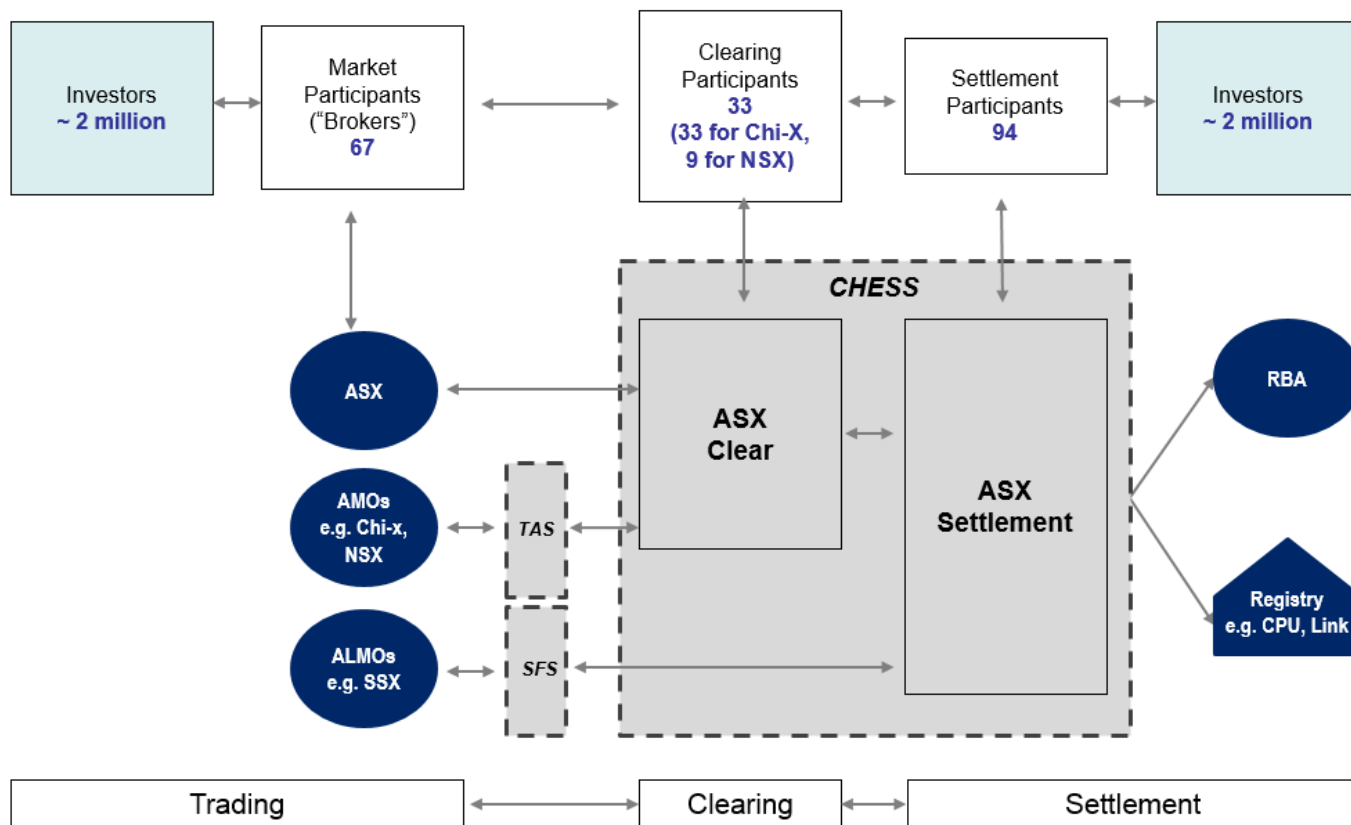 Investors
~ 2 million
Market
Participants
(“Brokers”)
67
Clearing
Participants
33
(33 for Chi-X,
9 for NSX)
Settlement
Participants
94
Investors
~ 2 million
CHESS
ASX
ASX
Clear
ASX
Settlement
RBA
AMOs
e.g. Chi-x,
NSX
TAS
Registry
e.g. CPU, Link
ALMOs
e.g. SSX
SFS
Trading
Clearing
Settlement